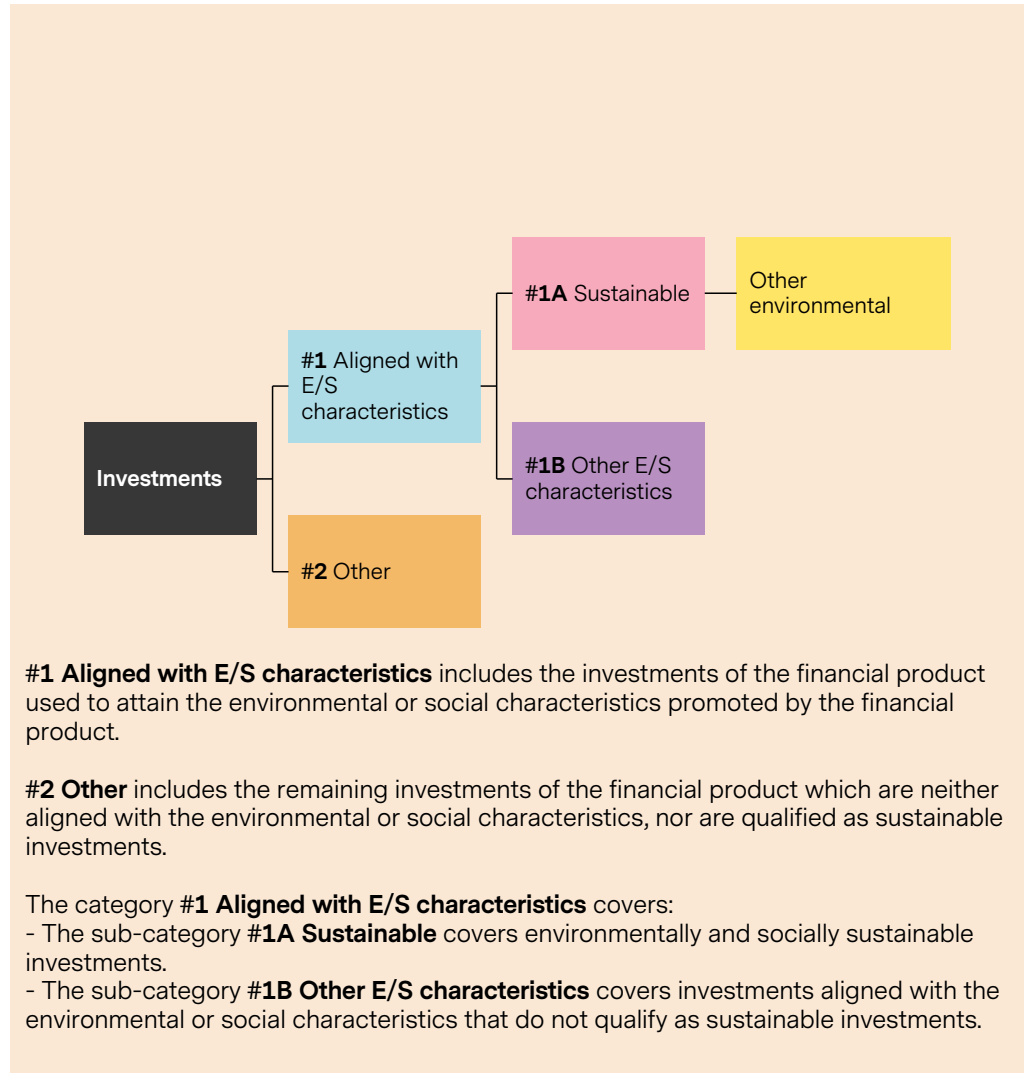 #1A Sustainable
Other
environmental
#1 Aligned with
E/S
characteristics
#1B Other E/S
characteristics
Investments
#2 Other
#1 Aligned with E/S characteristics includes the investments of the financial product
used to attain the environmental or social characteristics promoted by the financial
product.
#2 Other includes the remaining investments of the financial product which are neither
aligned with the environmental or social characteristics, nor are qualified as sustainable
investments.
The category #1 Aligned with E/S characteristics covers:
- The sub-category #1A Sustainable covers environmentally and socially sustainable
investments.
- The sub-category #1B Other E/S characteristics covers investments aligned with the
environmental or social characteristics that do not qualify as sustainable investments.